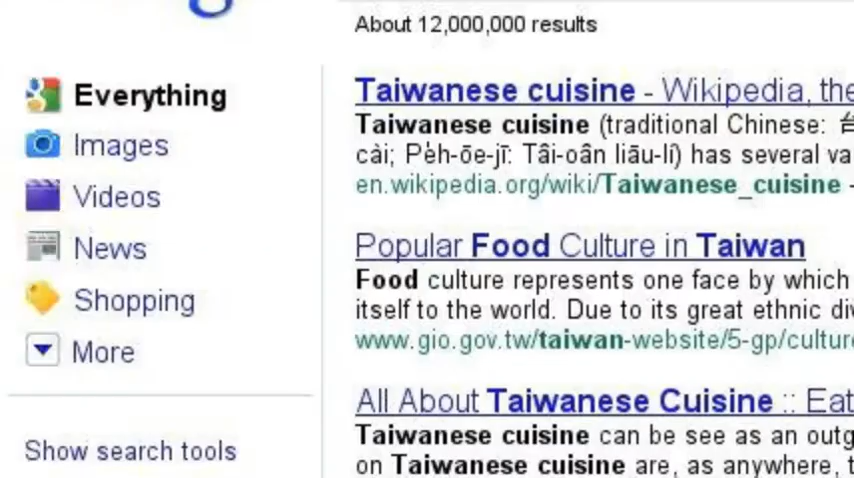 About 12,000,000 results
Everything
Images
Videos
News
Shopping
More
Show search tools
Taiwanese cuisine - Wikipedia, the
Taiwanese cuisine (traditional Chinese: 台
cài; Pe̍h-ōe-jī: Tâi-oân liāu-lí) has several va
en.wikipedia.org/wiki/Taiwanese_cuisine -
Popular Food Culture in Taiwan
Food culture represents one face by which
itself to the world. Due to its great ethnic div
www.gio.gov.tw/taiwan-website/5-gp/culture
All About Taiwanese Cuisine :: Eat
Taiwanese cuisine can be see as an outg
on Taiwanese cuisine are, as anywhere, t